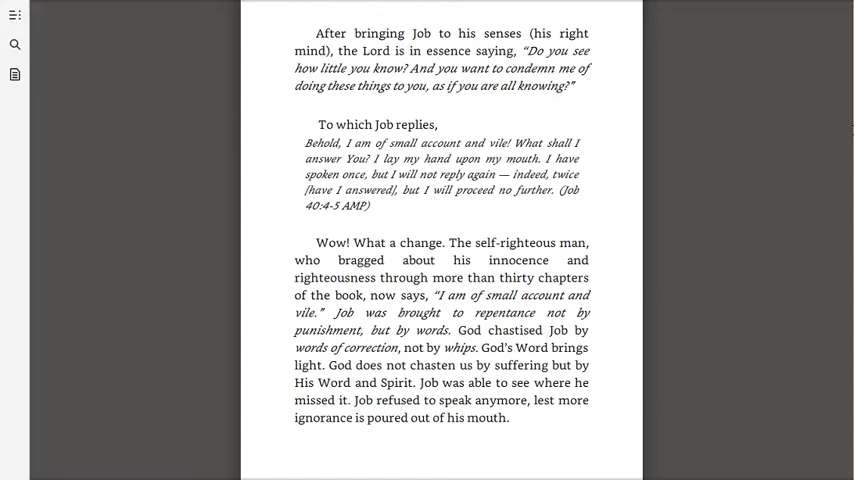 After bringing Job to his senses (his right
mind), the Lord is in essence saying, “Do you see
how little you know? And you want to condemn me of
doing these things to you, as if you are all knowing?”
To which Job replies,
Behold, I am of small account and vile! What shall I
answer You? I lay my hand upon my mouth. I have
spoken once, but I will not reply again — indeed, twice
[have I answered], but I will proceed no further. (Job
40:4-5 AMP)
Wow! What a change. The self-righteous man,
who bragged about his innocence and
righteousness through more than thirty chapters
of the book, now says, “I am of small account and
vile.” Job was brought to repentance not by
punishment, but by words. God chastised Job by
words of correction, not by whips. God’s Word brings
light. God does not chasten us by suffering but by
His Word and Spirit. Job was able to see where he
missed it. Job refused to speak anymore, lest more
ignorance is poured out of his mouth.